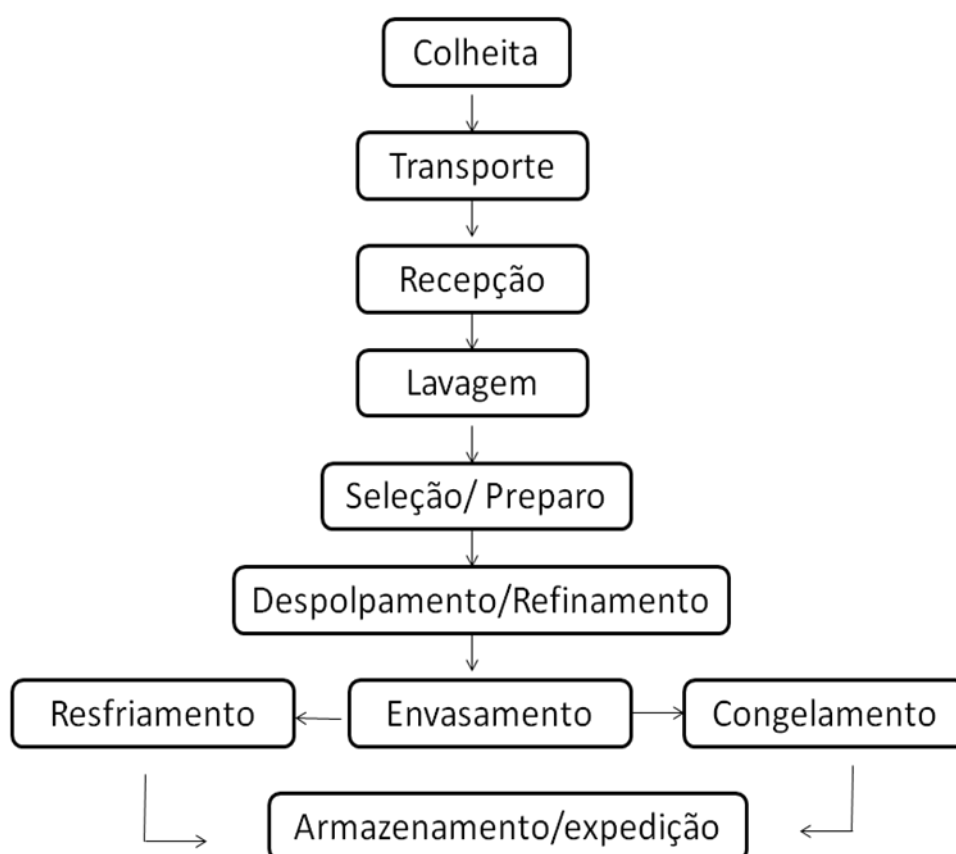 Colheita
Transporte
Recepção
Lavagem
Seleção/ Preparo
Despolpamento/Refinamento
Resfriamento
Envasamento
Congelamento
Armazenamento/expedição